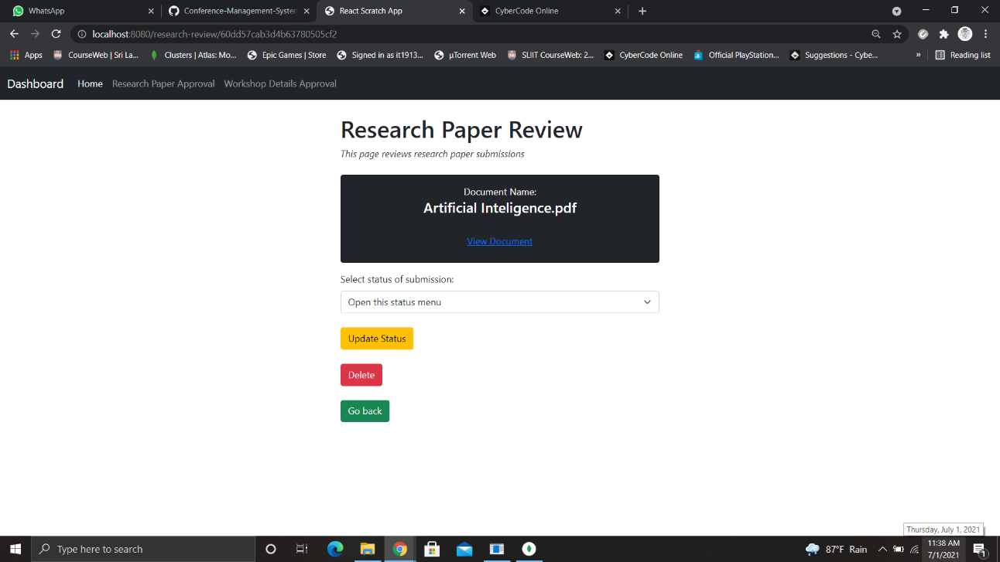 WhatsApp
Conference-Management-System
React Scratch App
CyberCode Online
localhost:8080/research-review/60dd57cab3d4b63780505cf2
Apps
CourseWeb | Sri La...
Clusters | Atlas: Mo...
Epic Games | Store
Signed in as it1913...
µTorrent Web
SLIIT CourseWeb: 2...
CyberCode Online
Official PlayStation...
Suggestions - Cybe...
»
Reading list
Dashboard Home Research Paper Approval Workshop Details Approval
Research Paper Review
This page reviews research paper submissions
Document Name:
Artificial Inteligence.pdf
View Document
Select status of submission:
Open this status menu
Update Status
Delete
Go back
Thursday, July 1, 2021
Type here to search
87°F Rain
11:38 AM
7/1/2021
1